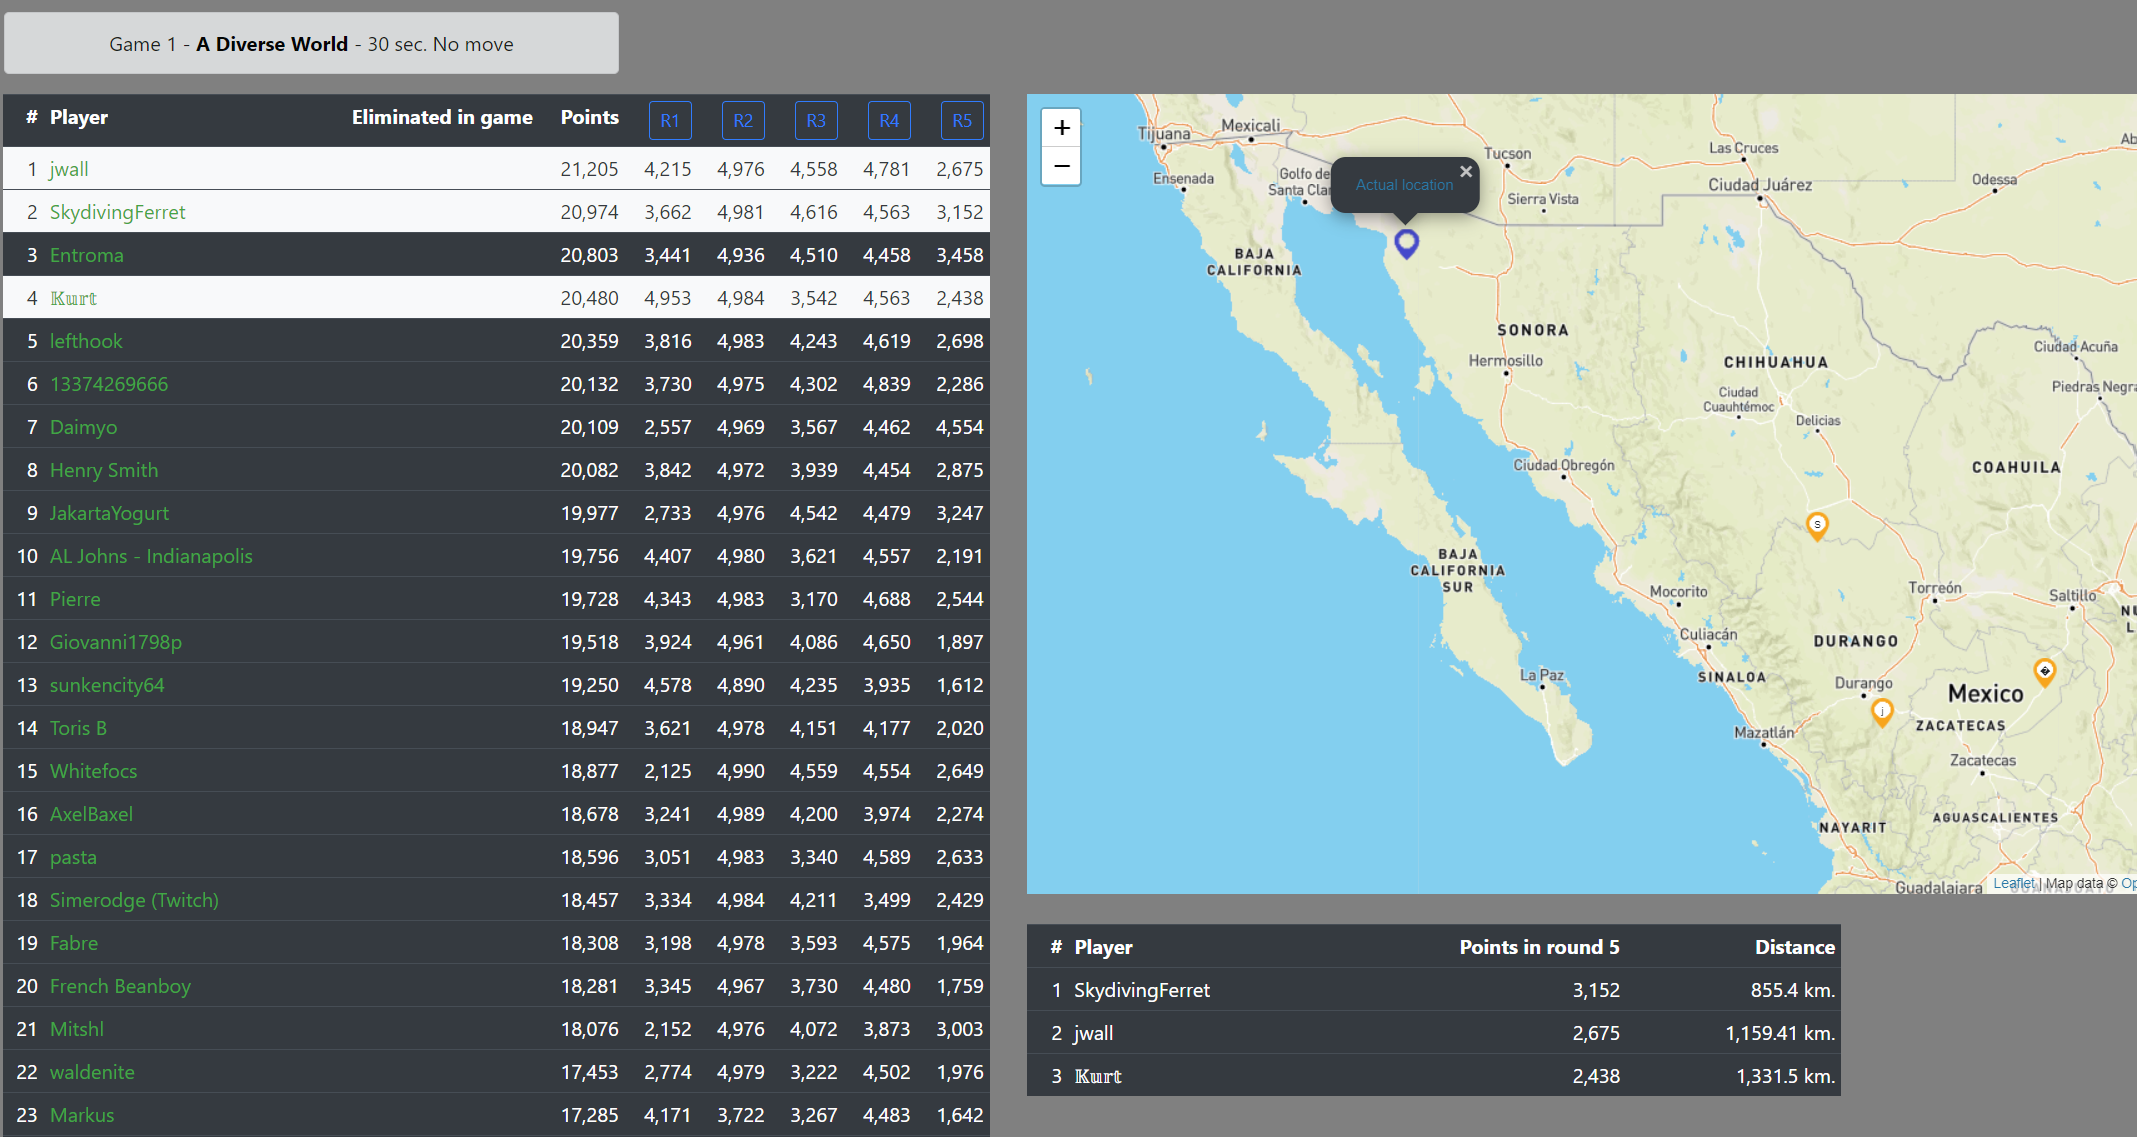 Game 1 - A Diverse World - 30 sec. No move
# Player Eliminated in game Points R1 R2 R3 R4 R5
1 jwall 21,205 4,215 4,976 4,558 4,781 2,675
2 SkydivingFerret 20,974 3,662 4,981 4,616 4,563 3,152
3 Entroma 20,803 3,441 4,936 4,510 4,458 3,458
4 𝕂𝕦𝕣𝕥 20,480 4,953 4,984 3,542 4,563 2,438
5 lefthook 20,359 3,816 4,983 4,243 4,619 2,698
6 13374269666 20,132 3,730 4,975 4,302 4,839 2,286
7 Daimyo 20,109 2,557 4,969 3,567 4,462 4,554
8 Henry Smith 20,082 3,842 4,972 3,939 4,454 2,875
9 JakartaYogurt 19,977 2,733 4,976 4,542 4,479 3,247
10 AL Johns - Indianapolis 19,756 4,407 4,980 3,621 4,557 2,191
11 Pierre 19,728 4,343 4,983 3,170 4,688 2,544
12 Giovanni1798p 19,518 3,924 4,961 4,086 4,650 1,897
13 sunkencity64 19,250 4,578 4,890 4,235 3,935 1,612
14 Toris B 18,947 3,621 4,978 4,151 4,177 2,020
15 Whitefocs 18,877 2,125 4,990 4,559 4,554 2,649
16 AxelBaxel 18,678 3,241 4,989 4,200 3,974 2,274
17 pasta 18,596 3,051 4,983 3,340 4,589 2,633
18 Simerodge (Twitch) 18,457 3,334 4,984 4,211 3,499 2,429
19 Fabre 18,308 3,198 4,978 3,593 4,575 1,964
20 French Beanboy 18,281 3,345 4,967 3,730 4,480 1,759
21 Mitshl 18,076 2,152 4,976 4,072 3,873 3,003
22 waldenite 17,453 2,774 4,979 3,222 4,502 1,976
23 Markus 17,285 4,171 3,722 3,267 4,483 1,642
+
−
Tijuana
Mexicali
Ensenada
Golfo de
Santa Clar
Actual location
×
Tucson
Sierra Vista
Las Cruces
Ciudad Juárez
Odessa
Ab
BAJA
CALIFORNIA
SONORA
Hermosillo
CHIHUAHUA
Ciudad
Cuauhtémoc
Delicias
Ciudad Acuña
Piedras Negra
Ciudad Obregón
COAHUILA
S
BAJA
CALIFORNIA
SUR
Mocorito
Torreón
Saltillo
NU
L
Culiacán
DURANGO
La Paz
SINALOA
Durango
Mexico
�
j
ZACATECAS
Mazatlán
Zacatecas
NAYARIT
AGUASCALIENTES
Guadalajara
Leaflet | Map data © Op
# Player Points in round 5 Distance
1 SkydivingFerret 3,152 855.4 km.
2 jwall 2,675 1,159.41 km.
3 𝕂𝕦𝕣𝕥 2,438 1,331.5 km.